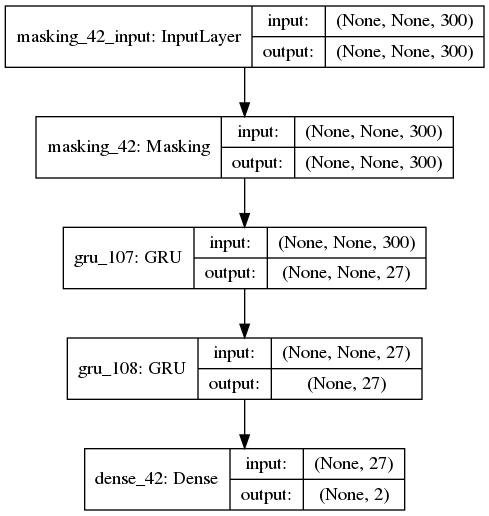 masking_42_input: InputLayer
input: (None, None, 300)
output: (None, None, 300)
masking_42: Masking
input: (None, None, 300)
output: (None, None, 300)
gru_107: GRU
input: (None, None, 300)
output: (None, None, 27)
gru_108: GRU
input: (None, None, 27)
output: (None, 27)
dense_42: Dense
input: (None, 27)
output: (None, 2)